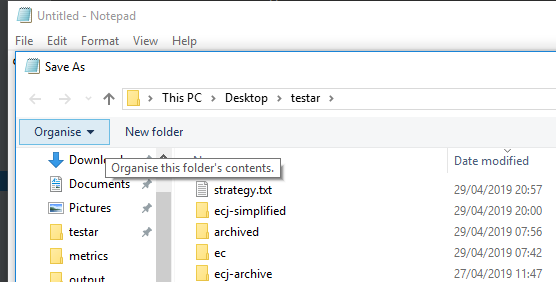 Untitled - Notepad
File Edit Format View Help
Save As
This PC > Desktop > testar >
Organise New folder
Organise this folder's contents.
Date modified
Documents
Pictures
testar
metrics
output
strategy.txt 29/04/2019 20:57
ecj-simplified 29/04/2019 20:00
archived 29/04/2019 07:56
ec 29/04/2019 07:42
ecj-archive 27/04/2019 11:47